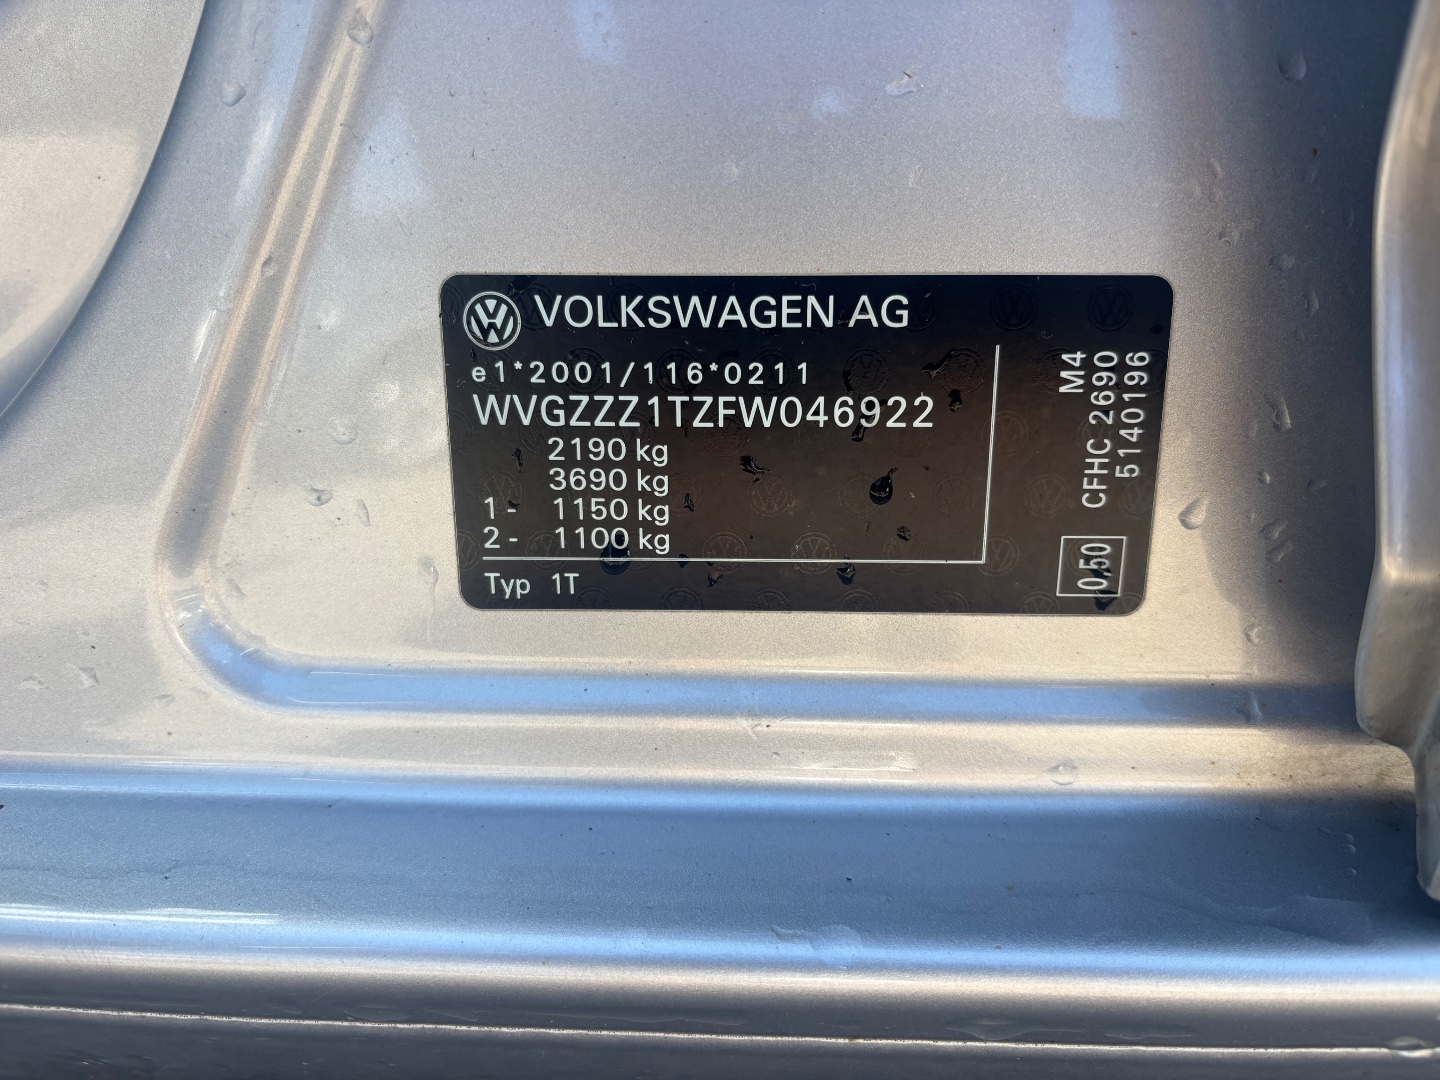 VOLKSWAGEN AG
e1*2001/116*0211
WVGZZZ1TZFW046922
2190 kg
3690 kg
1- 1150 kg
2- 1100 kg
Typ 1T
M4
CFHC 2690
5140196
0,50